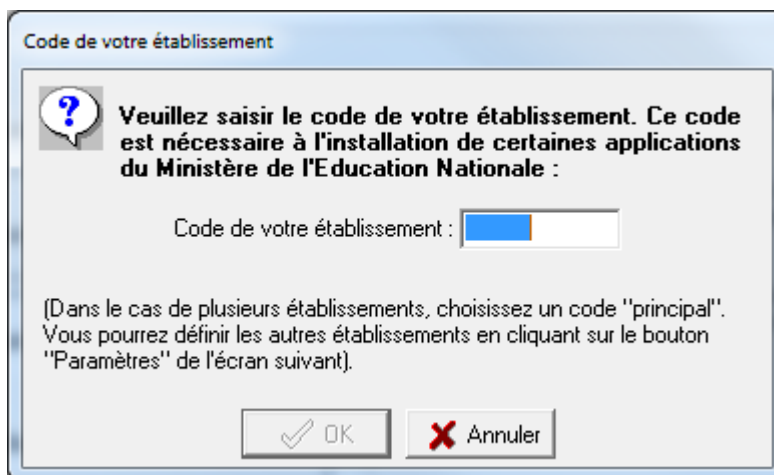 Code de votre établissement
Veuillez saisir le code de votre établissement. Ce code
est nécessaire à l'installation de certaines applications
du Ministère de l'Education Nationale :
Code de votre établissement :
(Dans le cas de plusieurs établissements, choisissez un code "principal".
Vous pourrez définir les autres établissements en cliquant sur le bouton
"Paramètres" de l'écran suivant).
OK Annuler